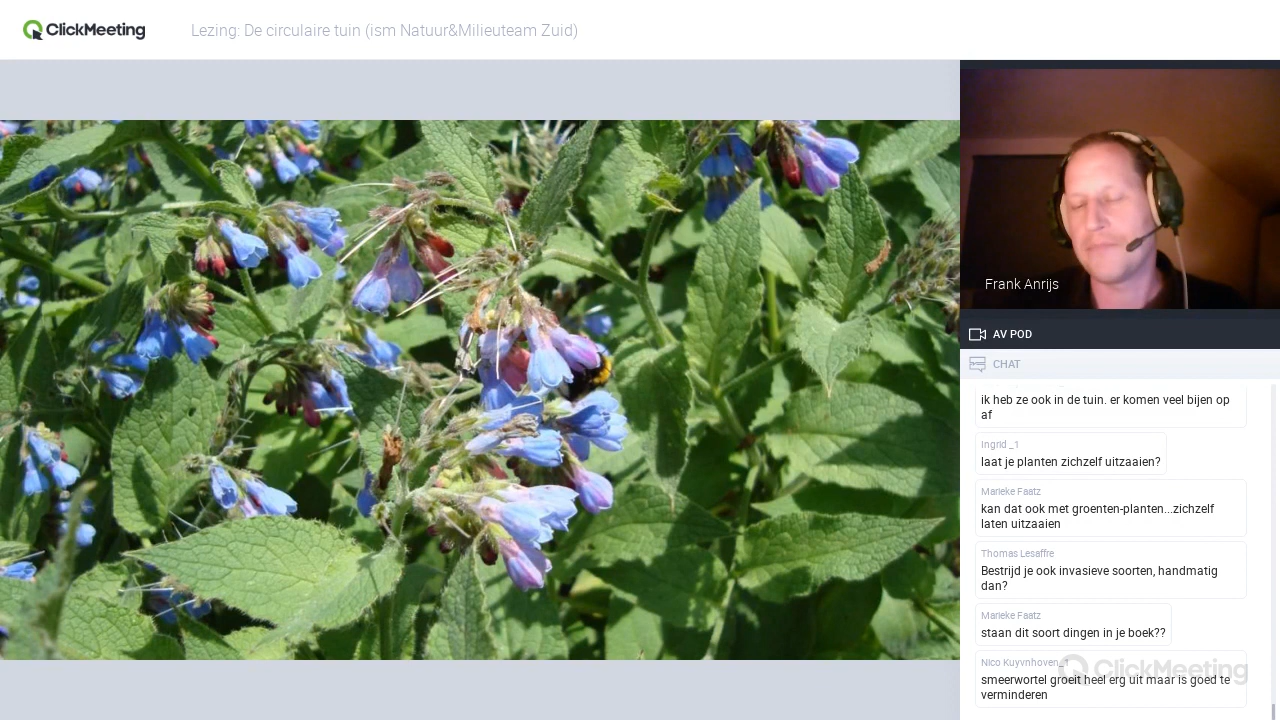 ClickMeeting
Lezing: De circulaire tuin (ism Natuur&Milieuteam Zuid)
Frank Anrijs
AV POD
CHAT
ik heb ze ook in de tuin. er komen veel bijen op
af
Ingrid _1
laat je planten zichzelf uitzaaien?
Marieke Faatz
kan dat ook met groenten-planten...zichzelf
laten uitzaaien
Thomas Lesaffre
Bestrijd je ook invasieve soorten, handmatig
dan?
Marieke Faatz
staan dit soort dingen in je boek??
Nico Kuyvnhoven_1
ClickMeeting
smeerwortel groeit heel erg uit maar is goed te
verminderen